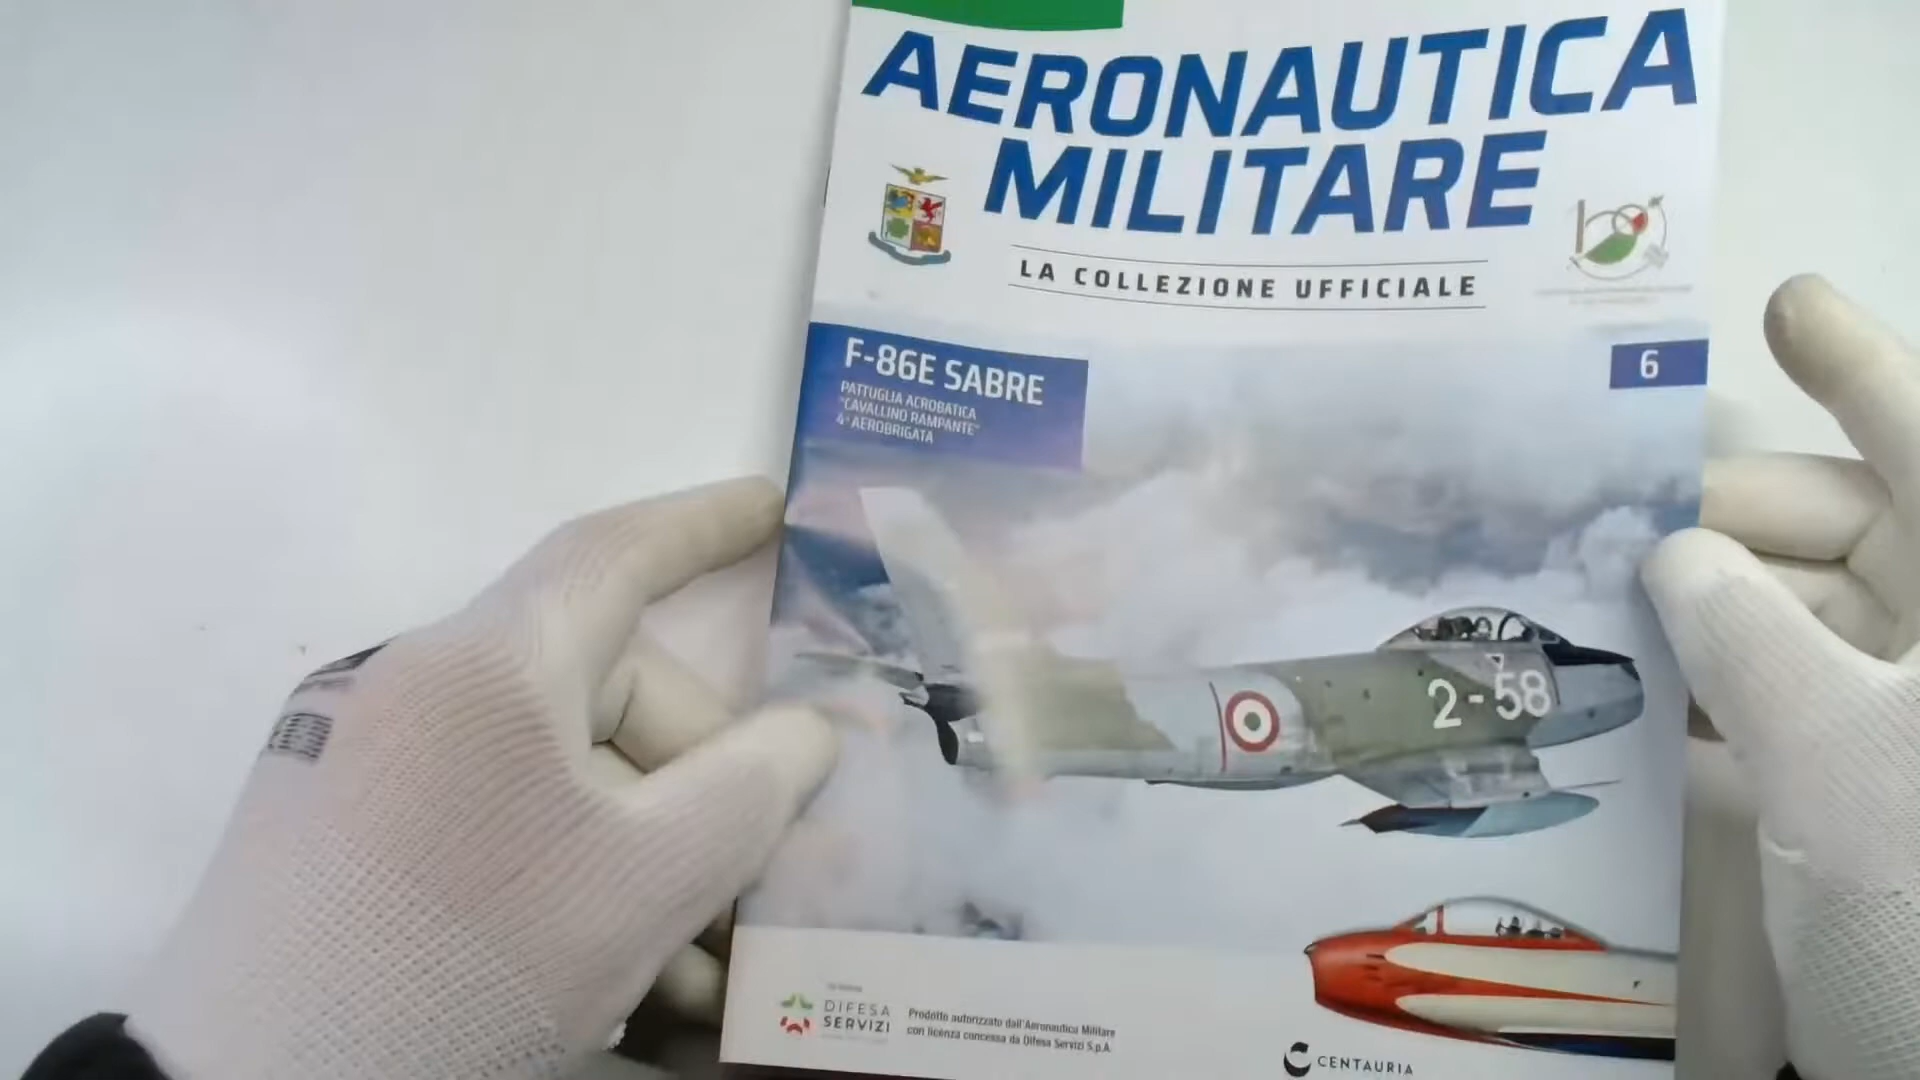 AERONAUTICA
MILITARE
LA COLLEZIONE UFFICIALE
F-86E SABRE
PATTUGLIA ACROBATICA
"CAVALLINO RAMPANTE"
4ª AEROBRIGATA
6
2-58
DIFESA
SERVIZI
Prodotto autorizzato dall'Aeronautica Militare
con licenza concessa da Difesa Servizi S.p.A.
CENTAURIA